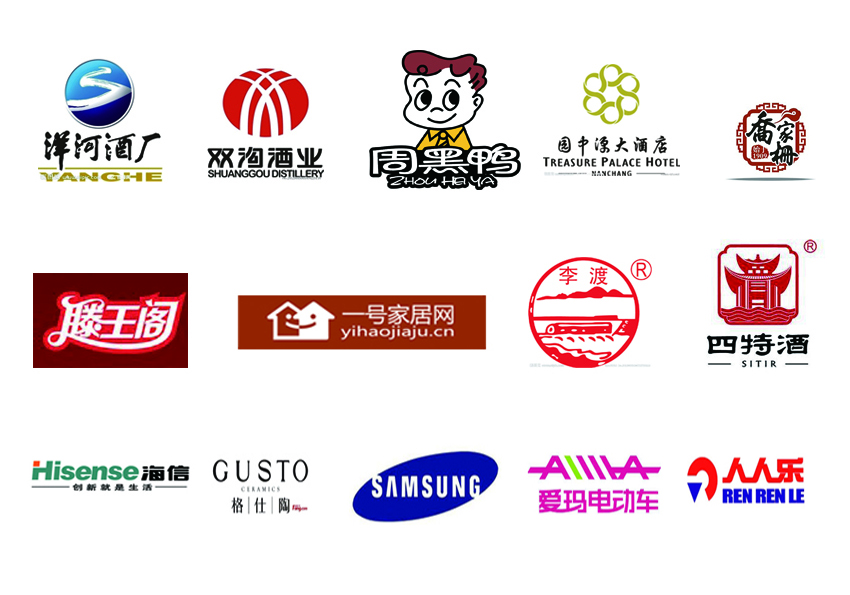 洋河酒厂
YANGHE
双沟酒业
SHUANGGOU DISTILLERY
周黑鸭
ZHOU HEI YA
园中源大酒店
TREASURE PALACE HOTEL
NANCHANG
喬家栅
1909
滕王阁
一号家居网
yihaojiaju.cn
李渡
®
®
四特酒
SITIR
Hisense海信
创新就是生活
GUSTO
CERAMICS
格仕陶
SAMSUNG
AIMA
爱玛电动车
人人乐
REN REN LE